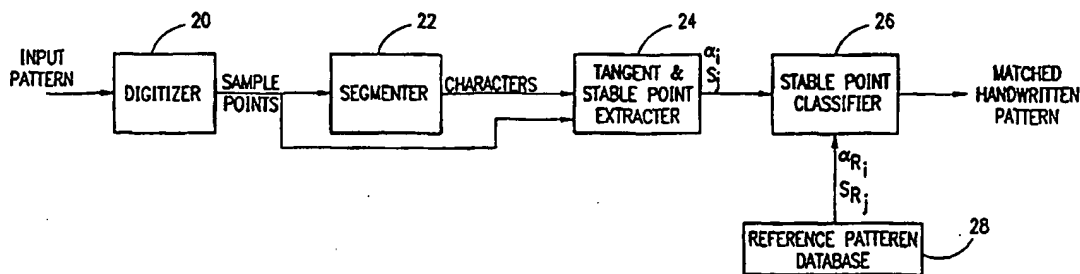 20
22
24
26
INPUT
PATTERN
DIGITIZER
SAMPLE
POINTS
SEGMENTER
CHARACTERS
TANGENT &
STABLE POINT
EXTRACTER
αi
Sj
STABLE POINT
CLASSIFIER
MATCHED
HANDWRITTEN
PATTERN
αRi
SRj
28
REFERENCE PATTEREN
DATABASE